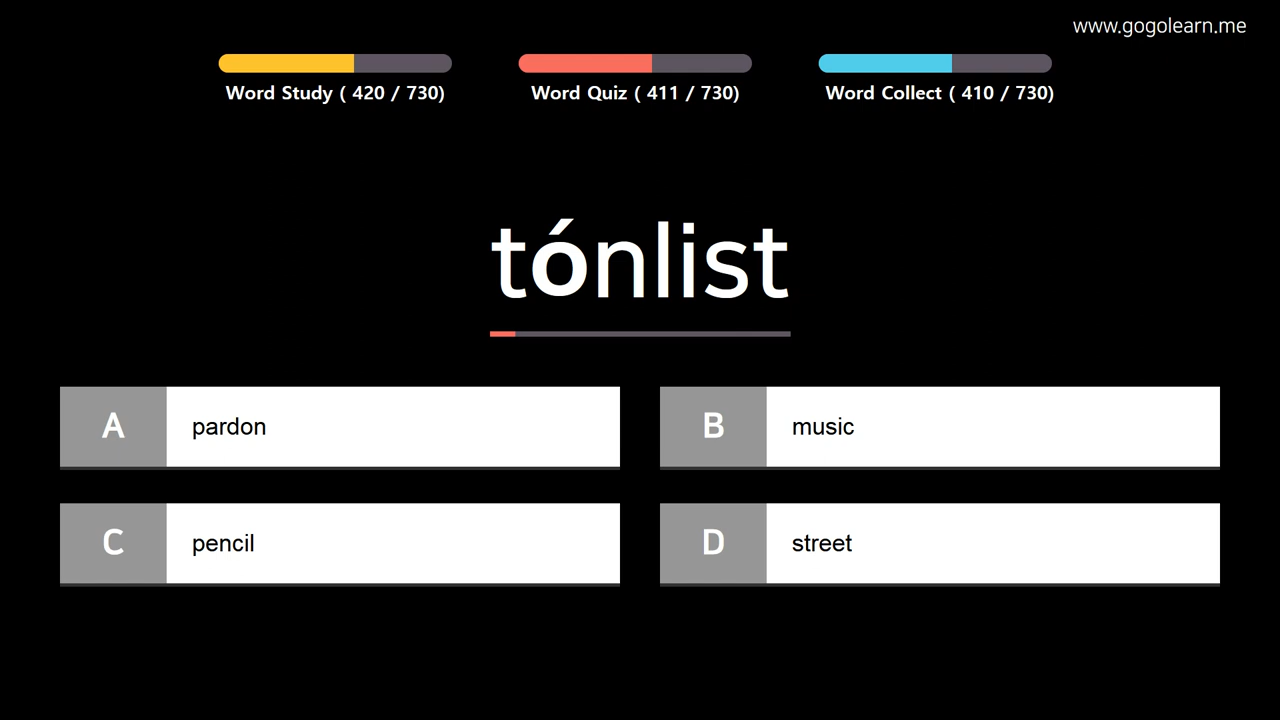 www.gogolearn.me
Word Study ( 420 / 730)
Word Quiz ( 411 / 730)
Word Collect ( 410 / 730)
tónlist
A pardon
B music
C pencil
D street